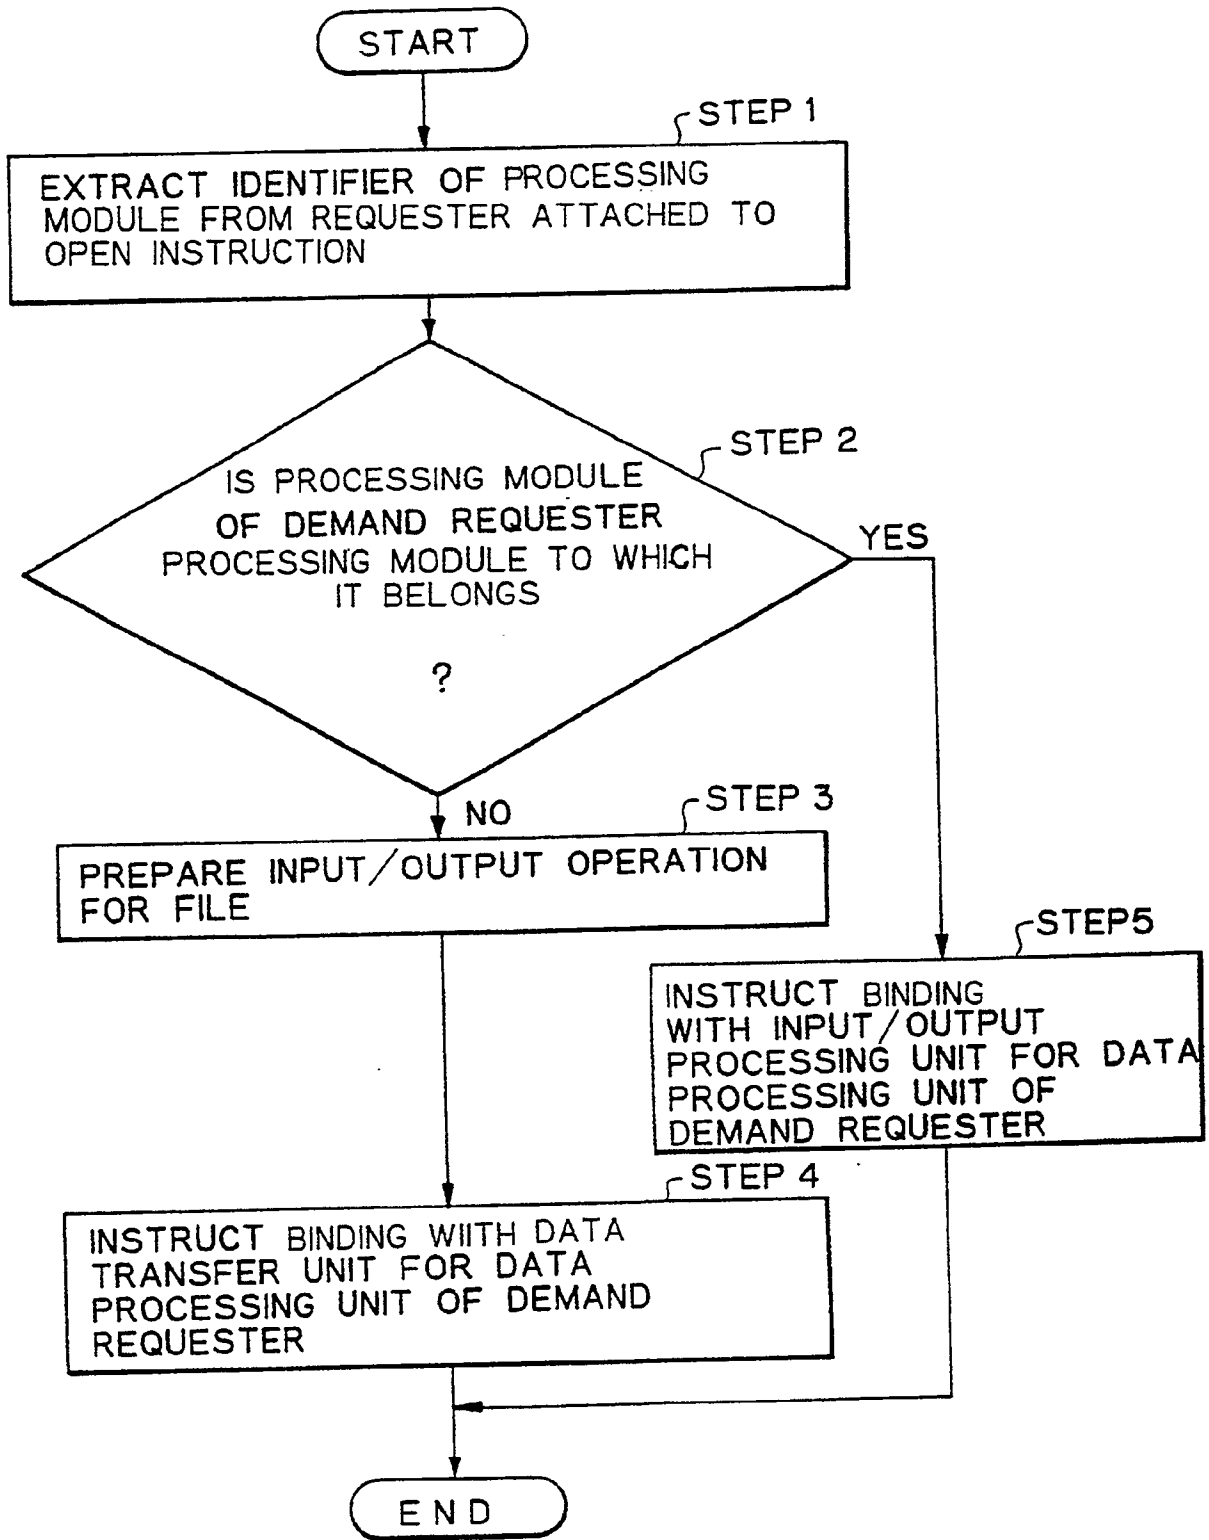 START
STEP 1
EXTRACT IDENTIFIER OF PROCESSING
MODULE FROM REQUESTER ATTACHED TO
OPEN INSTRUCTION
STEP 2
IS PROCESSING MODULE
OF DEMAND REQUESTER
PROCESSING MODULE TO WHICH
IT BELONGS
?
YES
NO
STEP 3
PREPARE INPUT/OUTPUT OPERATION
FOR FILE
STEP5
INSTRUCT BINDING
WITH INPUT/OUTPUT
PROCESSING UNIT FOR DATA
PROCESSING UNIT OF
DEMAND REQUESTER
STEP 4
INSTRUCT BINDING WIITH DATA
TRANSFER UNIT FOR DATA
PROCESSING UNIT OF DEMAND
REQUESTER
END